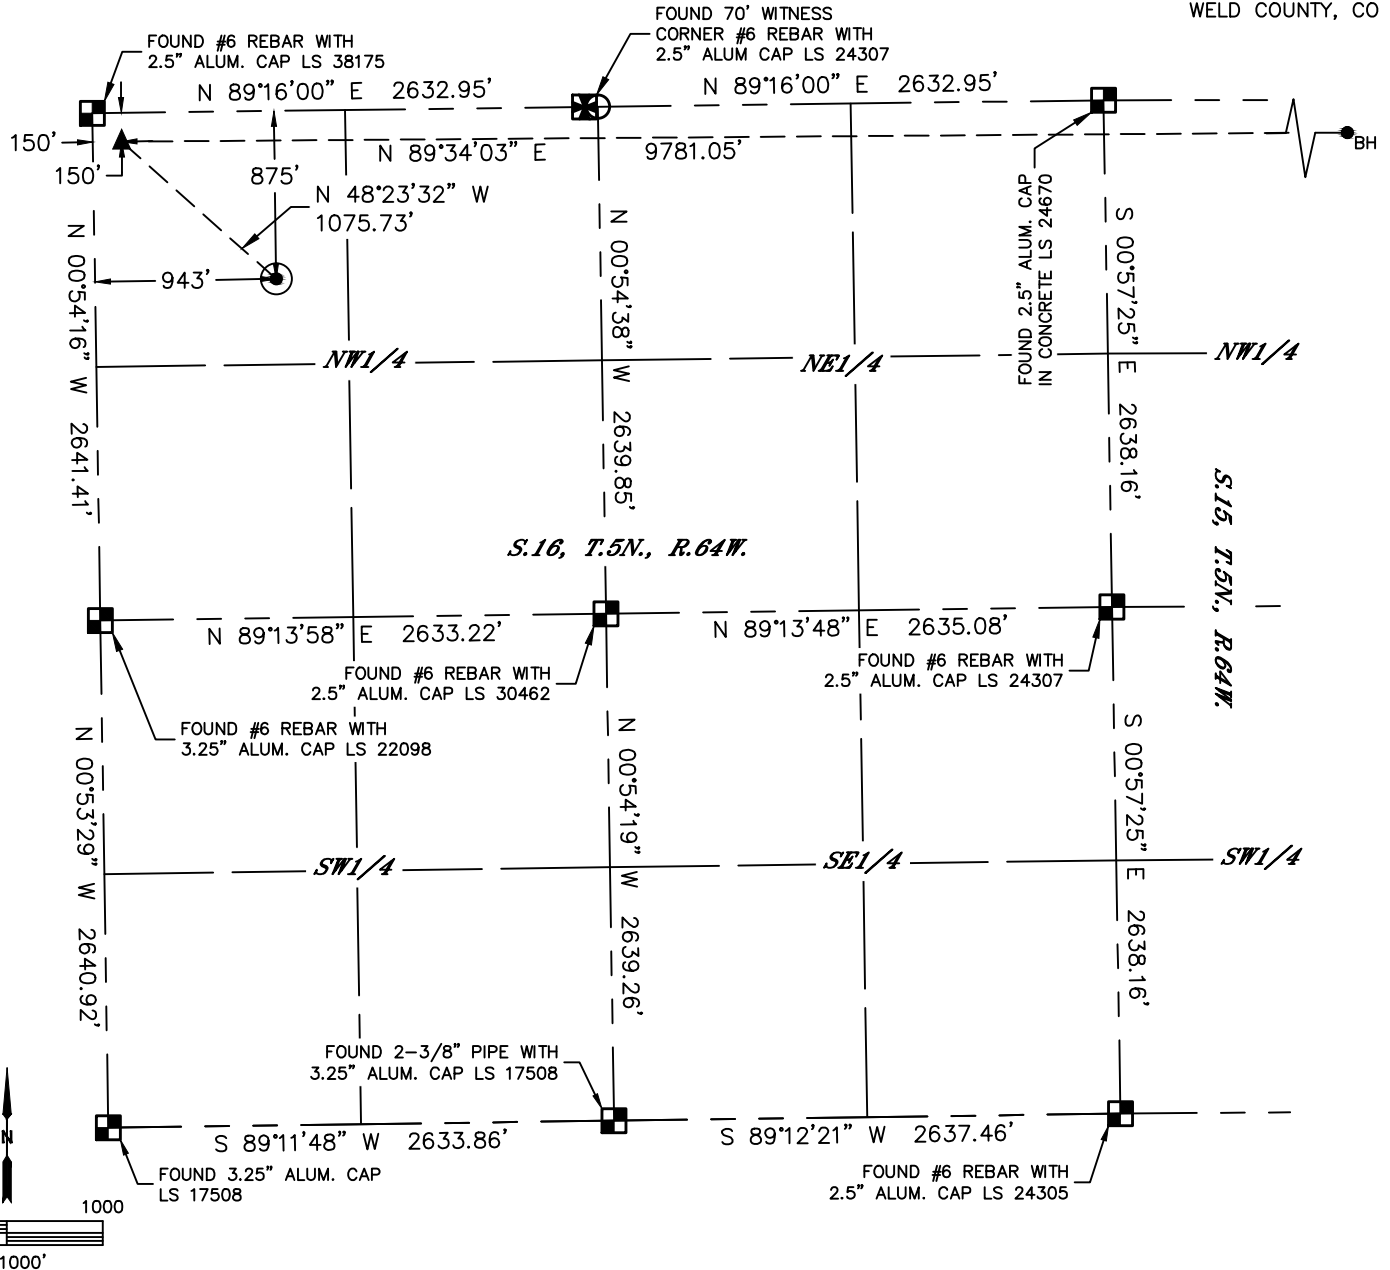 WELD COUNTY, CO
FOUND 70' WITNESS
CORNER #6 REBAR WITH
2.5" ALUM CAP LS 24307
FOUND #6 REBAR WITH
2.5" ALUM. CAP LS 38175
N 89°16'00" E 2632.95'
N 89°16'00" E 2632.95'
150'
N 89°34'03" E 9781.05'
BH
150'
875'
N 48°23'32" W
1075.73'
943'
N 00°54'16" W 2641.41'
N 00°54'38" W 2639.85'
FOUND 2.5" ALUM. CAP
IN CONCRETE LS 24670
S 00°57'25" E 2638.16'
NW1/4
NE1/4
NW1/4
S.16, T.5N., R.64W.
S.15, T.5N., R.64W.
N 89°13'58" E 2633.22'
N 89°13'48" E 2635.08'
FOUND #6 REBAR WITH
2.5" ALUM. CAP LS 30462
FOUND #6 REBAR WITH
2.5" ALUM. CAP LS 24307
FOUND #6 REBAR WITH
3.25" ALUM. CAP LS 22098
N 00°53'29" W 2640.92'
N 00°54'19" W 2639.26'
S 00°57'25" E 2638.16'
SW1/4
SE1/4
SW1/4
FOUND 2-3/8" PIPE WITH
3.25" ALUM. CAP LS 17508
N
S 89°11'48" W 2633.86'
S 89°12'21" W 2637.46'
FOUND 3.25" ALUM. CAP
LS 17508
FOUND #6 REBAR WITH
2.5" ALUM. CAP LS 24305
1000
1000'